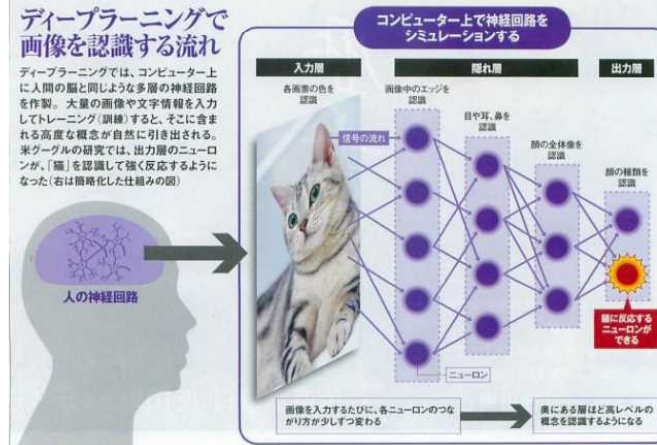 ディープラーニングで
画像を認識する流れ
ディープラーニングでは、コンピューター上
に人間の脳と同じような多層の神経回路
を作製。大量の画像や文字情報を入力
してトレーニング(訓練)すると、そこに含ま
れる高度な概念が自然に引き出される。
米グーグルの研究では、出力層のニューロ
ンが、「猫」を認識して強く反応するように
なった(右は簡略化した仕組みの図)
人の神経回路
コンピューター上で神経回路を
シミュレーションする
入力層
隠れ層
出力層
各画素の色を
認識
画像中のエッジを
認識
目や耳、鼻を
認識
顔の全体像を
認識
顔の種類を
認識
信号の流れ
猫に反応する
ニューロンが
できる
ニューロン
画像を入力するたびに、各ニューロンのつな
がり方が少しずつ変わる
奥にある層ほど高レベルの
概念を認識するようになる